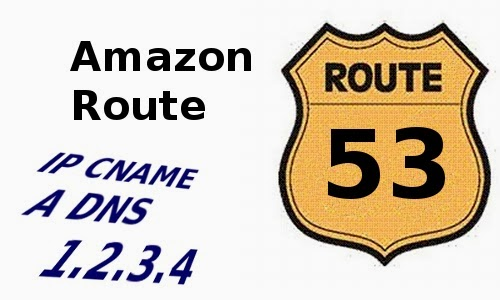 Amazon
Route
IP CNAME
A DNS
1.2.3.4
ROUTE
53